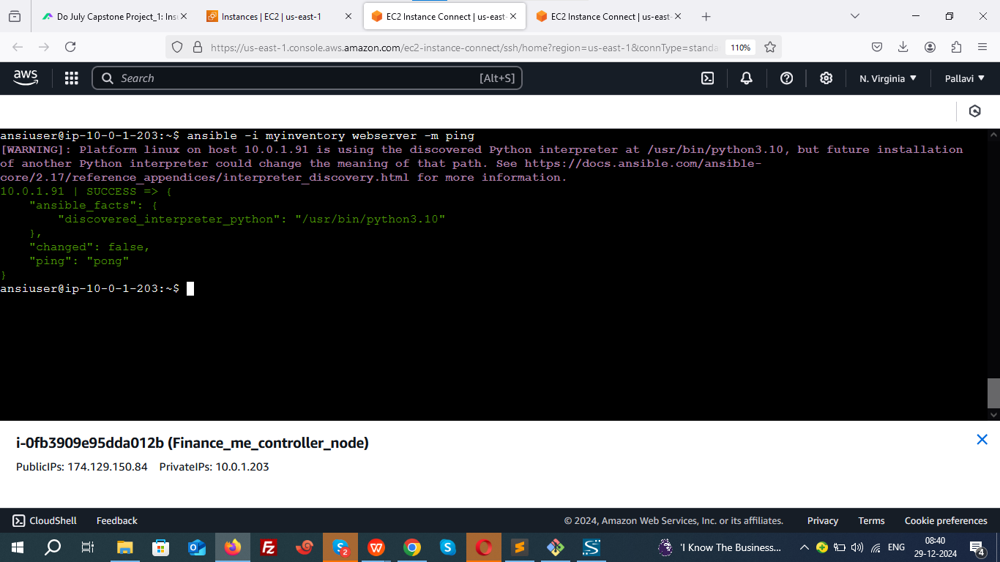 Do July Capstone Project_1: Insu
Instances | EC2 | us-east-1
EC2 Instance Connect | us-east-
EC2 Instance Connect | us-east-
https://us-east-1.console.aws.amazon.com/ec2-instance-connect/ssh/home?region=us-east-1&connType=standa
110%
aws
Search
[Alt+S]
N. Virginia
Pallavi
ansiuser@ip-10-0-1-203:~$ ansible -i myinventory webserver -m ping
[WARNING]: Platform linux on host 10.0.1.91 is using the discovered Python interpreter at /usr/bin/python3.10, but future installation
of another Python interpreter could change the meaning of that path. See https://docs.ansible.com/ansible-
core/2.17/reference_appendices/interpreter_discovery.html for more information.
10.0.1.91 | SUCCESS => {
    "ansible_facts": {
        "discovered_interpreter_python": "/usr/bin/python3.10"
    },
    "changed": false,
    "ping": "pong"
}
ansiuser@ip-10-0-1-203:~$
i-0fb3909e95dda012b (Finance_me_controller_node)
PublicIPs: 174.129.150.84 PrivateIPs: 10.0.1.203
CloudShell
Feedback
© 2024, Amazon Web Services, Inc. or its affiliates.
Privacy
Terms
Cookie preferences
2
'I Know The Business...
ENG
08:40
29-12-2024
4